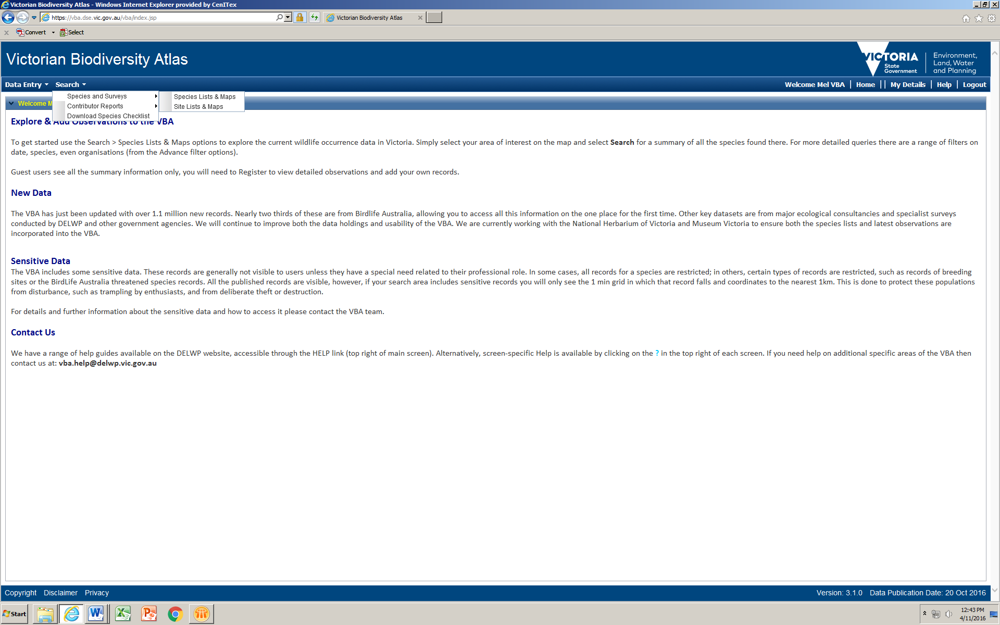 Victorian Biodiversity Atlas - Windows Internet Explorer provided by CenITex
https://vba.dse.vic.gov.au/vba/index.jsp
Victorian Biodiversity Atlas
Convert
Select
Victorian Biodiversity Atlas
VICTORIA
State
Government
Environment,
Land, Water
and Planning
Data Entry
Search
Welcome Mel VBA | Home || My Details | Help | Logout
Species and Surveys
Contributor Reports
Download Species Checklist
Species Lists & Maps
Site Lists & Maps
Welcome M
Explore & Add Observations to the VBA
To get started use the Search > Species Lists & Maps options to explore the current wildlife occurrence data in Victoria. Simply select your area of interest on the map and select Search for a summary of all the species found there. For more detailed queries there are a range of filters on
date, species, even organisations (from the Advance filter options).
Guest users see all the summary information only, you will need to Register to view detailed observations and add your own records.
New Data
The VBA has just been updated with over 1.1 million new records. Nearly two thirds of these are from Birdlife Australia, allowing you to access all this information on the one place for the first time. Other key datasets are from major ecological consultancies and specialist surveys
conducted by DELWP and other government agencies. We will continue to improve both the data holdings and usability of the VBA. We are currently working with the National Herbarium of Victoria and Museum Victoria to ensure both the species lists and latest observations are
incorporated into the VBA.
Sensitive Data
The VBA includes some sensitive data. These records are generally not visible to users unless they have a special need related to their professional role. In some cases, all records for a species are restricted; in others, certain types of records are restricted, such as records of breeding
sites or the BirdLife Australia threatened species records. All the published records are visible, however, if your search area includes sensitive records you will only see the 1 min grid in which that record falls and coordinates to the nearest 1km. This is done to protect these populations
from disturbance, such as trampling by enthusiasts, and from deliberate theft or destruction.
For details and further information about the sensitive data and how to access it please contact the VBA team.
Contact Us
We have a range of help guides available on the DELWP website, accessible through the HELP link (top right of main screen). Alternatively, screen-specific Help is available by clicking on the ? in the top right of each screen. If you need help on additional specific areas of the VBA then
contact us at: vba.help@delwp.vic.gov.au
Copyright Disclaimer Privacy
Version: 3.1.0 Data Publication Date: 20 Oct 2016
Start
12:43 PM
4/11/2016